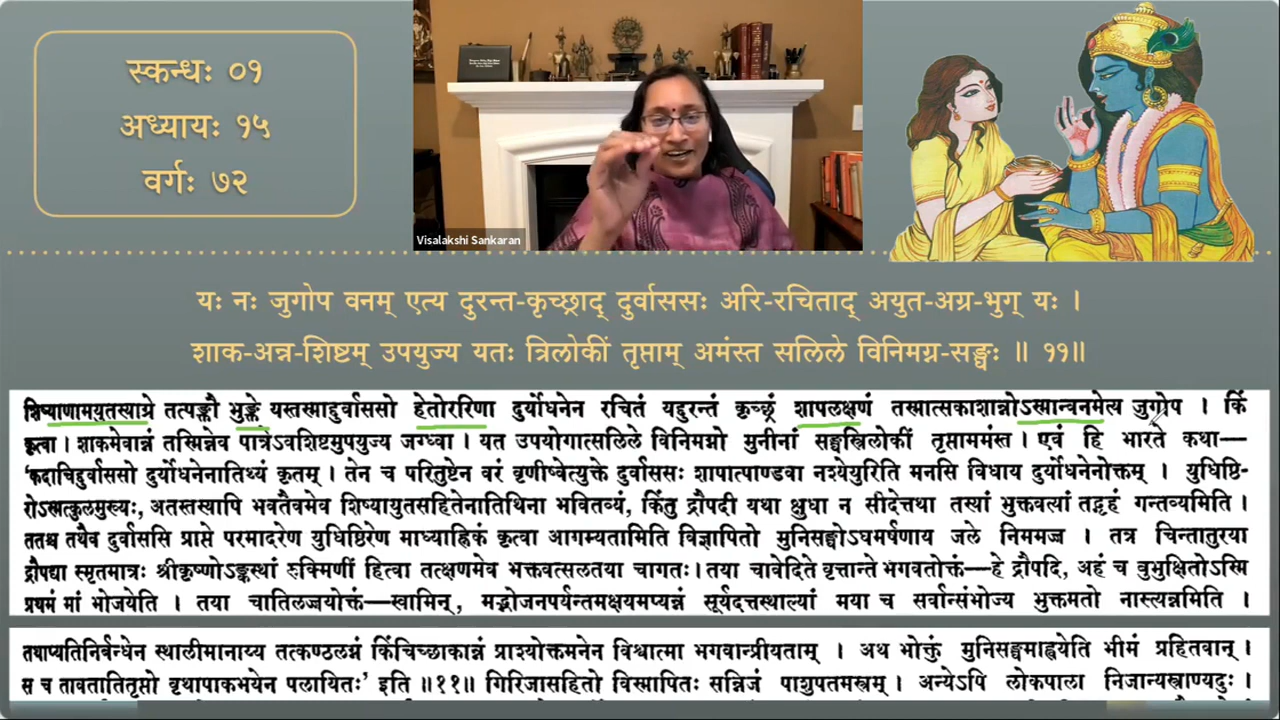 स्कन्धः ०१
अध्यायः १५
वर्गः ७२
Visalakshi Sankaran
यः नः जुगोप वनम् एत्य दुरन्त-कृच्छ्राद् दुर्वाससः अरि-रचिताद् अयुत-अग्र-भुग् यः ।
शाक-अन्न-शिष्टम् उपयुज्य यतः त्रिलोकीं तृप्ताम् अमंस्त सलिले विनिमग्न-सङ्घः ॥ ११॥
शिष्याणामयुतस्याग्रे तत्पङ्क्तौ भुङ्क्ते यस्तस्माद्दुर्वाससो हेतोररिणा दुर्योधनेन रचितं यद्दुरन्तं कृच्छ्रं शापलक्षणं तस्मात्सकाशान्नोऽस्मान्वनमेत्य जुगोप । किं
कृत्वा । शाकमेवान्नं तस्मिन्नेव पात्रेऽवशिष्टमुपयुज्य जग्ध्वा । यत उपयोगात्सलिले विनिमग्नो मुनीनां सङ्घस्त्रिलोकीं तृप्ताममंस्त । एवं हि भारते कथा—
‘कदाचिद्दुर्वाससो दुर्योधनेनातिथ्यं कृतम् । तेन च परितुष्टेन वरं वृणीष्वेत्युक्ते दुर्वाससः शापात्पाण्डवा नश्येयुरिति मनसि विधाय दुर्योधनेनोक्तम् । युधिष्ठि-
रोऽस्मत्कुलमुख्यः, अतस्तस्यापि भवतैवमेव शिष्यायुतसहितेनातिथिना भवितव्यं, किंतु द्रौपदी यथा क्षुधा न सीदेत्तथा तस्यां भुक्तवत्यां तद्गृहं गन्तव्यमिति ।
ततश्च तथैव दुर्वाससि प्राप्ते परमादरेण युधिष्ठिरेण माध्याह्निकं कृत्वा आगम्यतामिति विज्ञापितो मुनिसङ्घोऽघमर्षणाय जले निममज्ज । तत्र चिन्तातुरया
द्रौपद्या स्मृतमात्रः श्रीकृष्णोऽङ्कस्थां रुक्मिणीं हित्वा तत्क्षणमेव भक्तवत्सलतया चागतः। तया चावेदिते वृत्तान्ते भगवतोक्तं—हे द्रौपदि, अहं च बुभुक्षितोऽस्मि
प्रथमं मां भोजयेति । तया चातिलज्जयोक्तं—स्वामिन्, मद्भोजनपर्यन्तमक्षयमप्यन्नं सूर्यदत्तस्थाल्यां मया च सर्वान्संभोज्य भुक्तमतो नास्त्यन्नमिति ।
तथाप्यतिनिर्बन्धेन स्थालीमानाय्य तत्कण्ठलग्नं किंचिच्छाकान्नं प्राश्योक्तमनेन विश्वात्मा भगवान्प्रीयताम् । अथ भोक्तुं मुनिसङ्घमाह्वयेति भीमं प्रहितवान् ।
स च तावतातितृप्तो वृथापाकभयेन पलायितः’ इति ॥११॥ गिरिजासहितो विस्मापितः सन्निजं पाशुपतमस्त्रम् । अन्येऽपि लोकपाला निजान्यस्त्राण्यदुः ।